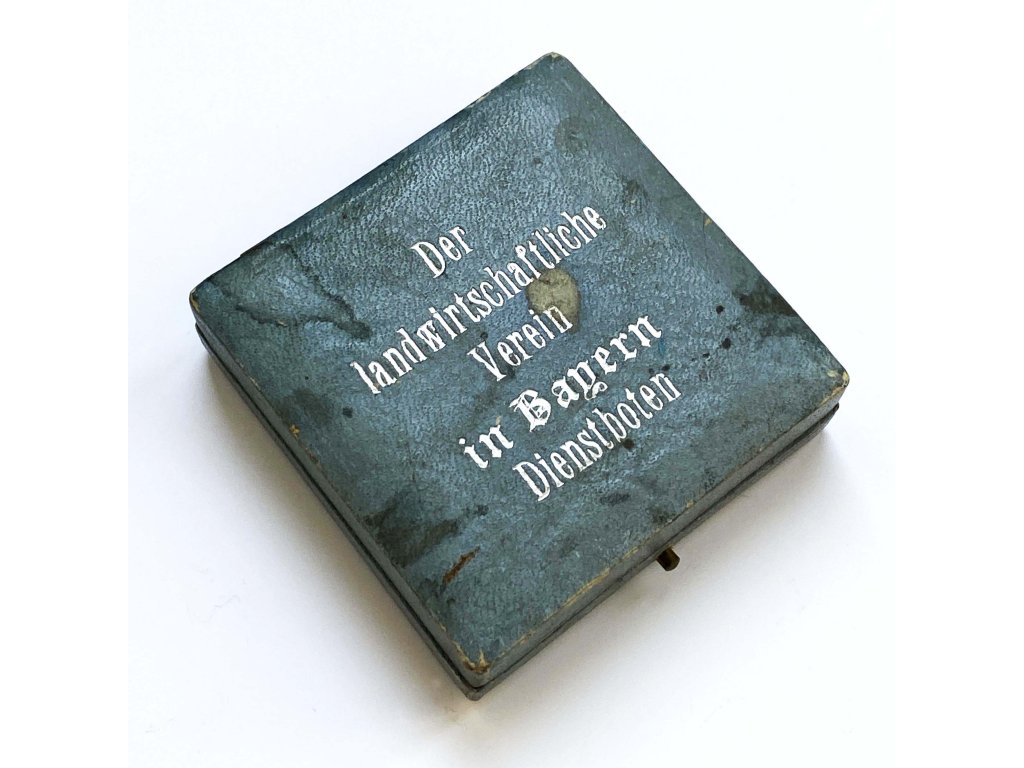 Der
landwirtschaftliche
Verein
in Bayern
Dienstboten